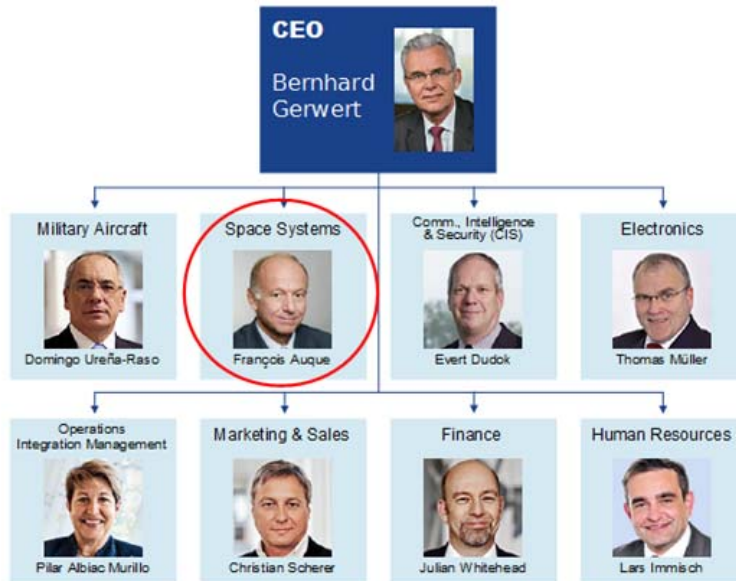 CEO
Bernhard
Gerwert
Military Aircraft
Domingo Ureña-Raso
Space Systems
François Auque
Comm., Intelligence
& Security (CIS)
Evert Dudok
Electronics
Thomas Müller
Operations
Integration Management
Pilar Albiac Murillo
Marketing & Sales
Christian Scherer
Finance
Julian Whitehead
Human Resources
Lars Immisch